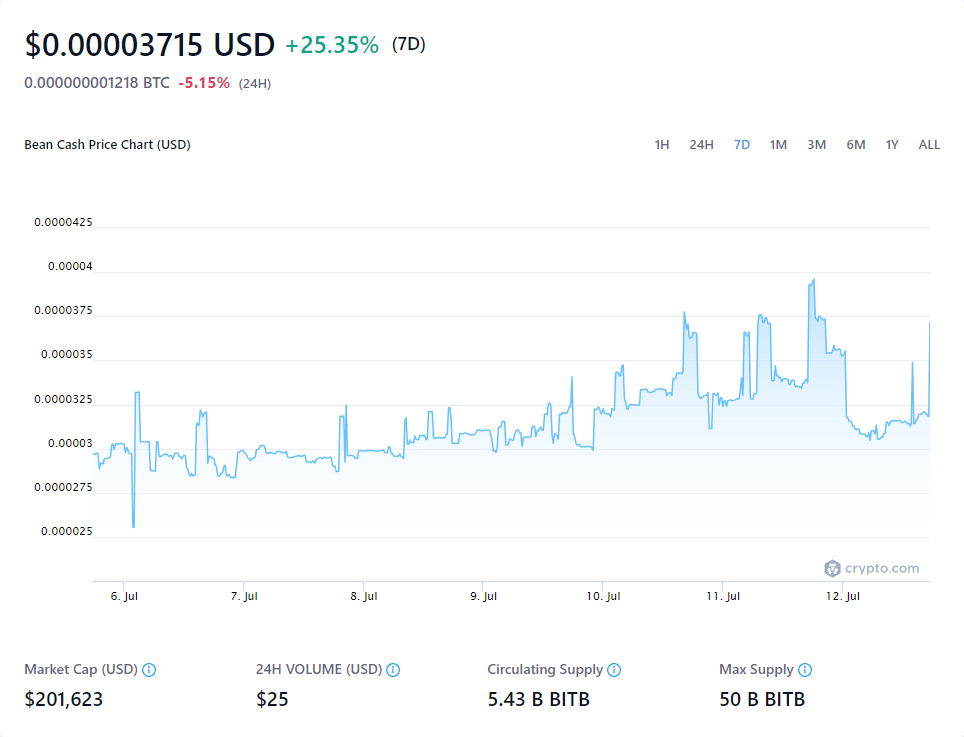 $0.00003715 USD +25.35% (7D)
0.000000001218 BTC -5.15% (24H)
Bean Cash Price Chart (USD) 1H 24H 7D 1M 3M 6M 1Y ALL
0.0000425
0.00004
0.0000375
0.000035
0.0000325
0.00003
0.0000275
0.000025
crypto.com
6. Jul 7. Jul 8. Jul 9. Jul 10. Jul 11. Jul 12. Jul
Market Cap (USD) 24H VOLUME (USD) Circulating Supply Max Supply
$201,623 $25 5.43 B BITB 50 B BITB